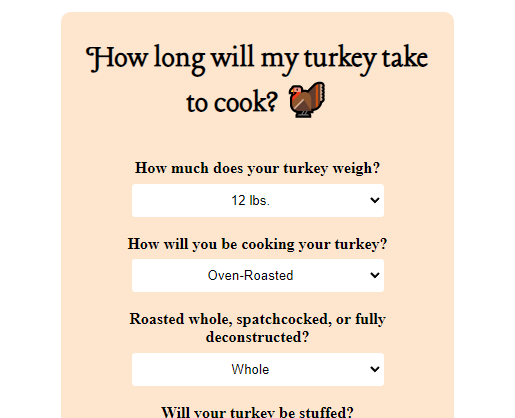 How long will my turkey take
to cook? 🦃
How much does your turkey weigh?
12 lbs.
How will you be cooking your turkey?
Oven-Roasted
Roasted whole, spatchcocked, or fully
deconstructed?
Whole
Will your turkey be stuffed?